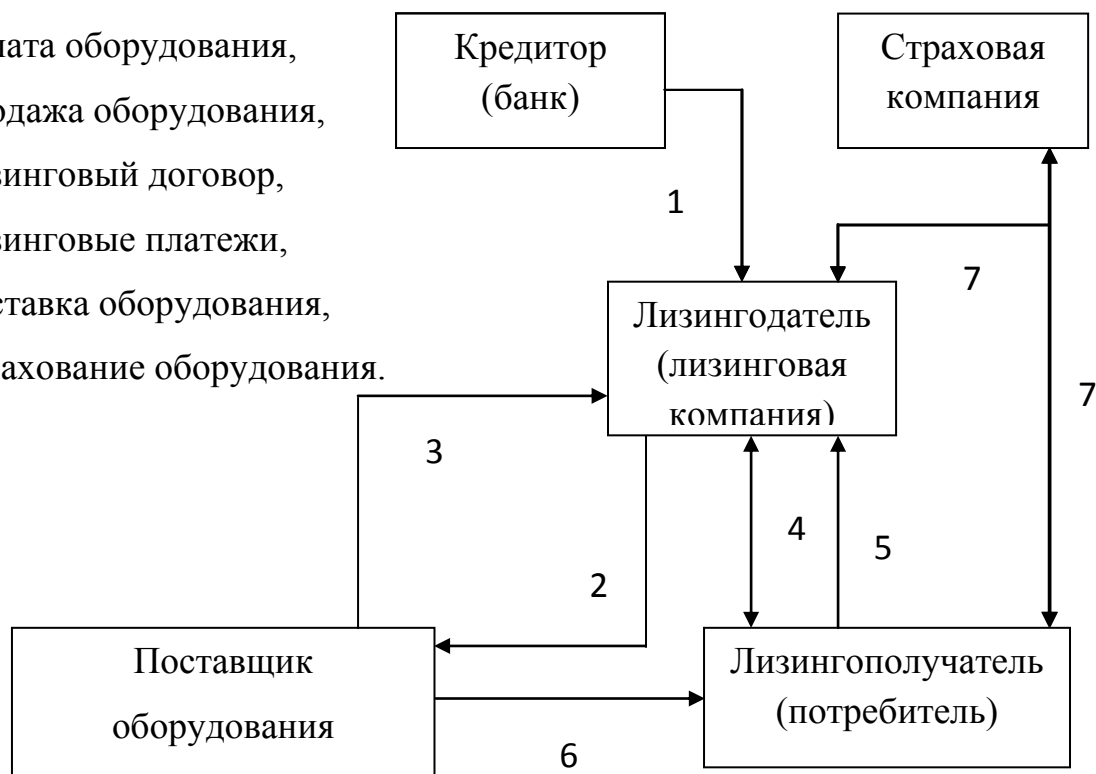 лата оборудования,
одажа оборудования,
зинговый договор,
зинговые платежи,
ставка оборудования,
рахование оборудования.
Кредитор
(банк)
Страховая
компания
1
7
Лизингодатель
(лизинговая
компания)
7
3
4
5
2
Поставщик
оборудования
Лизингополучатель
(потребитель)
6